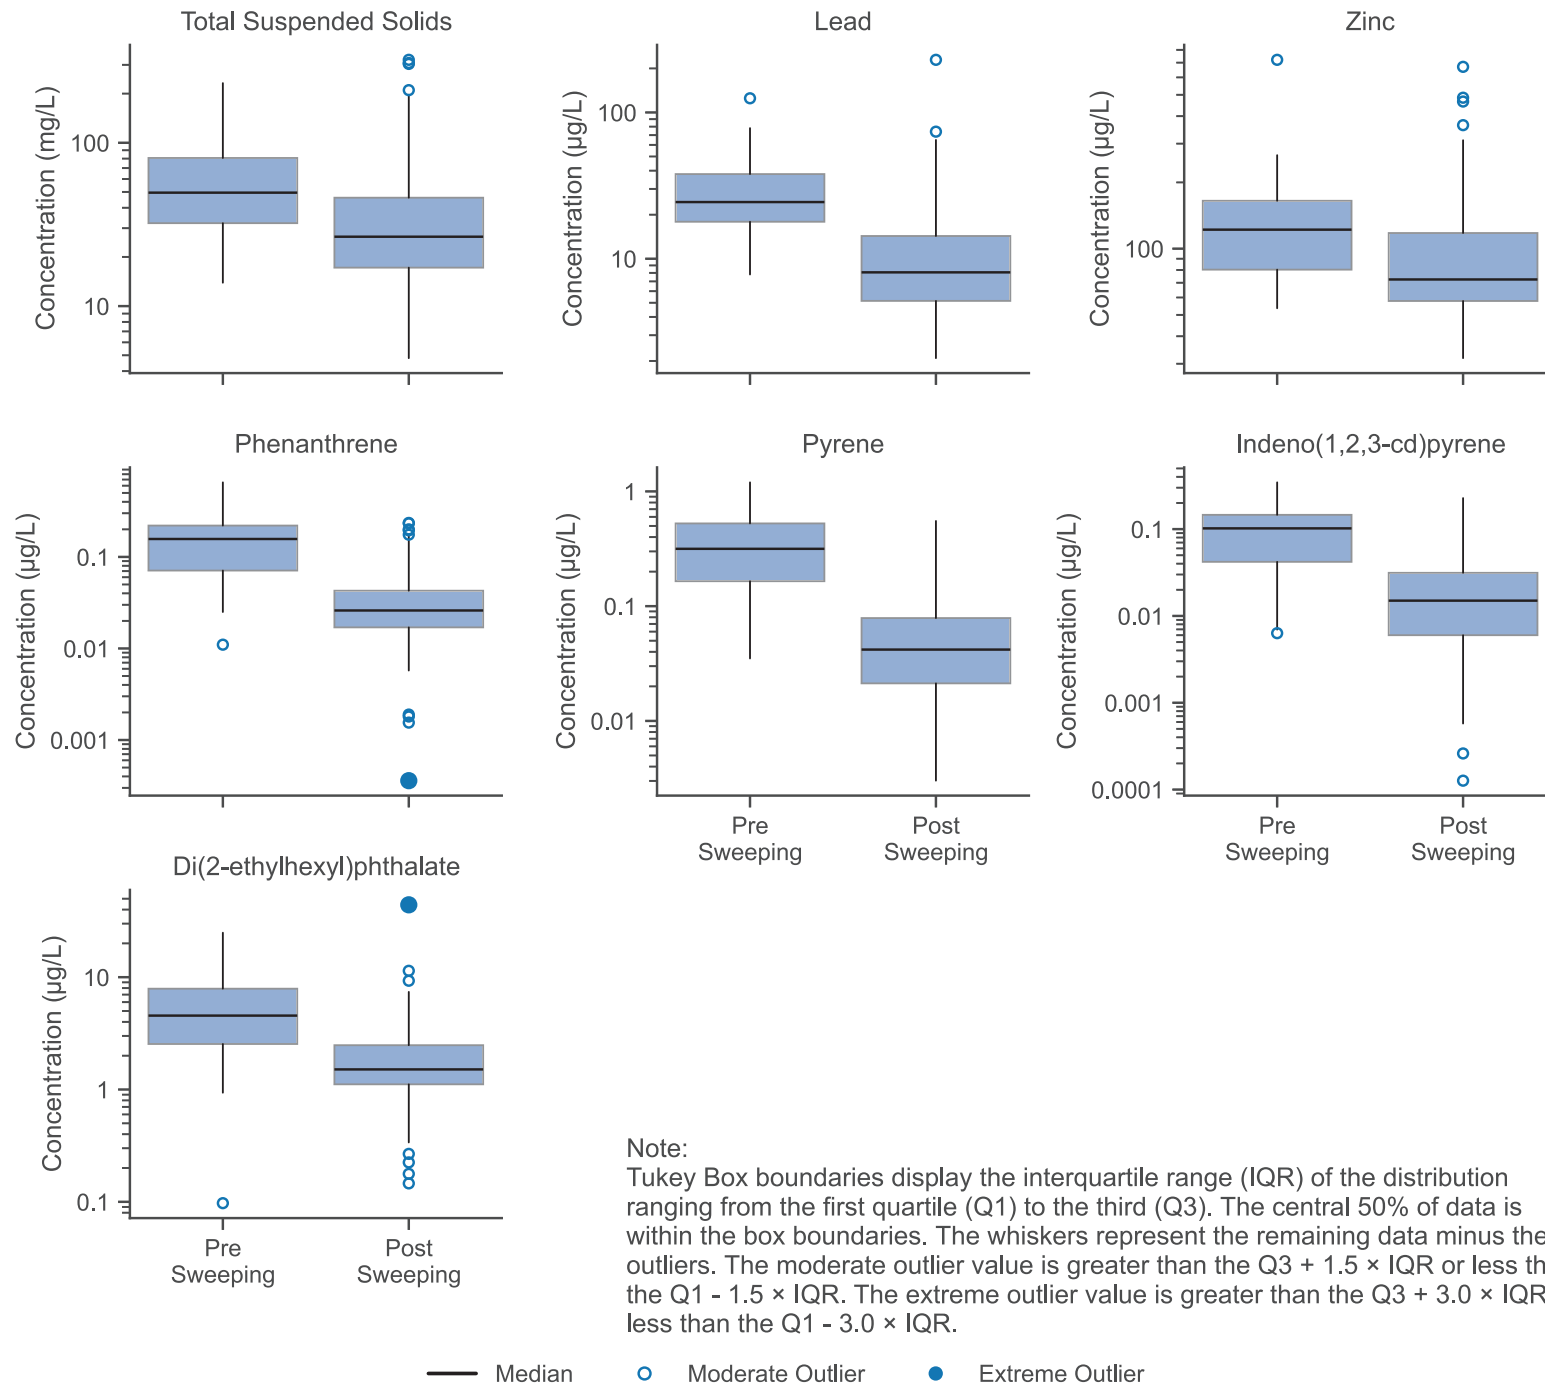 Total Suspended Solids
Lead
Zinc
Concentration (mg/L)
100
10
Concentration (µg/L)
100
10
Concentration (µg/L)
100
Phenanthrene
Pyrene
Indeno(1,2,3-cd)pyrene
Concentration (µg/L)
0.1
0.01
0.001
Concentration (µg/L)
1
0.1
0.01
Concentration (µg/L)
0.1
0.01
0.001
0.0001
Pre
Sweeping
Post
Sweeping
Pre
Sweeping
Post
Sweeping
Di(2-ethylhexyl)phthalate
Concentration (µg/L)
10
1
0.1
Pre
Sweeping
Post
Sweeping
Note:
Tukey Box boundaries display the interquartile range (IQR) of the distribution
ranging from the first quartile (Q1) to the third (Q3). The central 50% of data is
within the box boundaries. The whiskers represent the remaining data minus the
outliers. The moderate outlier value is greater than the Q3 + 1.5 × IQR or less th
the Q1 - 1.5 × IQR. The extreme outlier value is greater than the Q3 + 3.0 × IQR
less than the Q1 - 3.0 × IQR.
Median
Moderate Outlier
Extreme Outlier